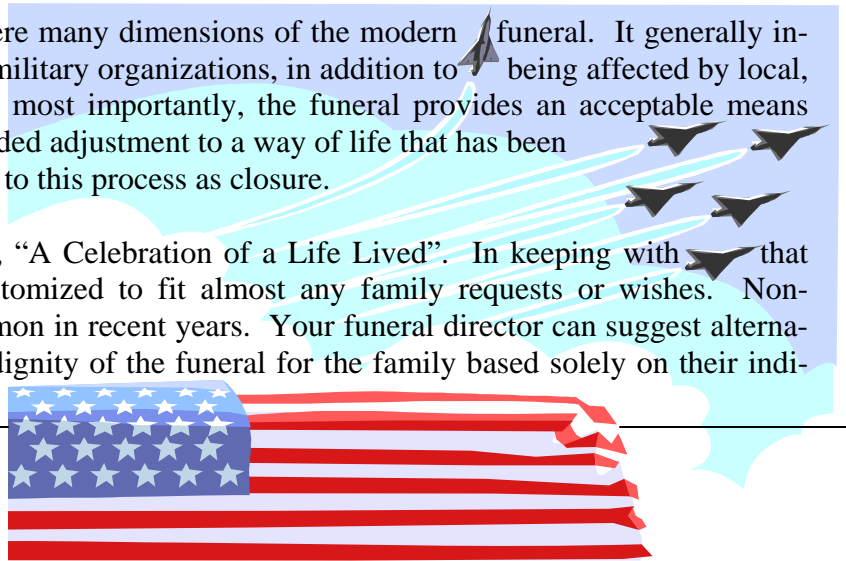 ere many dimensions of the modern funeral. It generally in-
military organizations, in addition to being affected by local,
most importantly, the funeral provides an acceptable means
ded adjustment to a way of life that has been
to this process as closure.
, “A Celebration of a Life Lived”. In keeping with that
tomized to fit almost any family requests or wishes. Non-
mon in recent years. Your funeral director can suggest alterna-
dignity of the funeral for the family based solely on their indi-